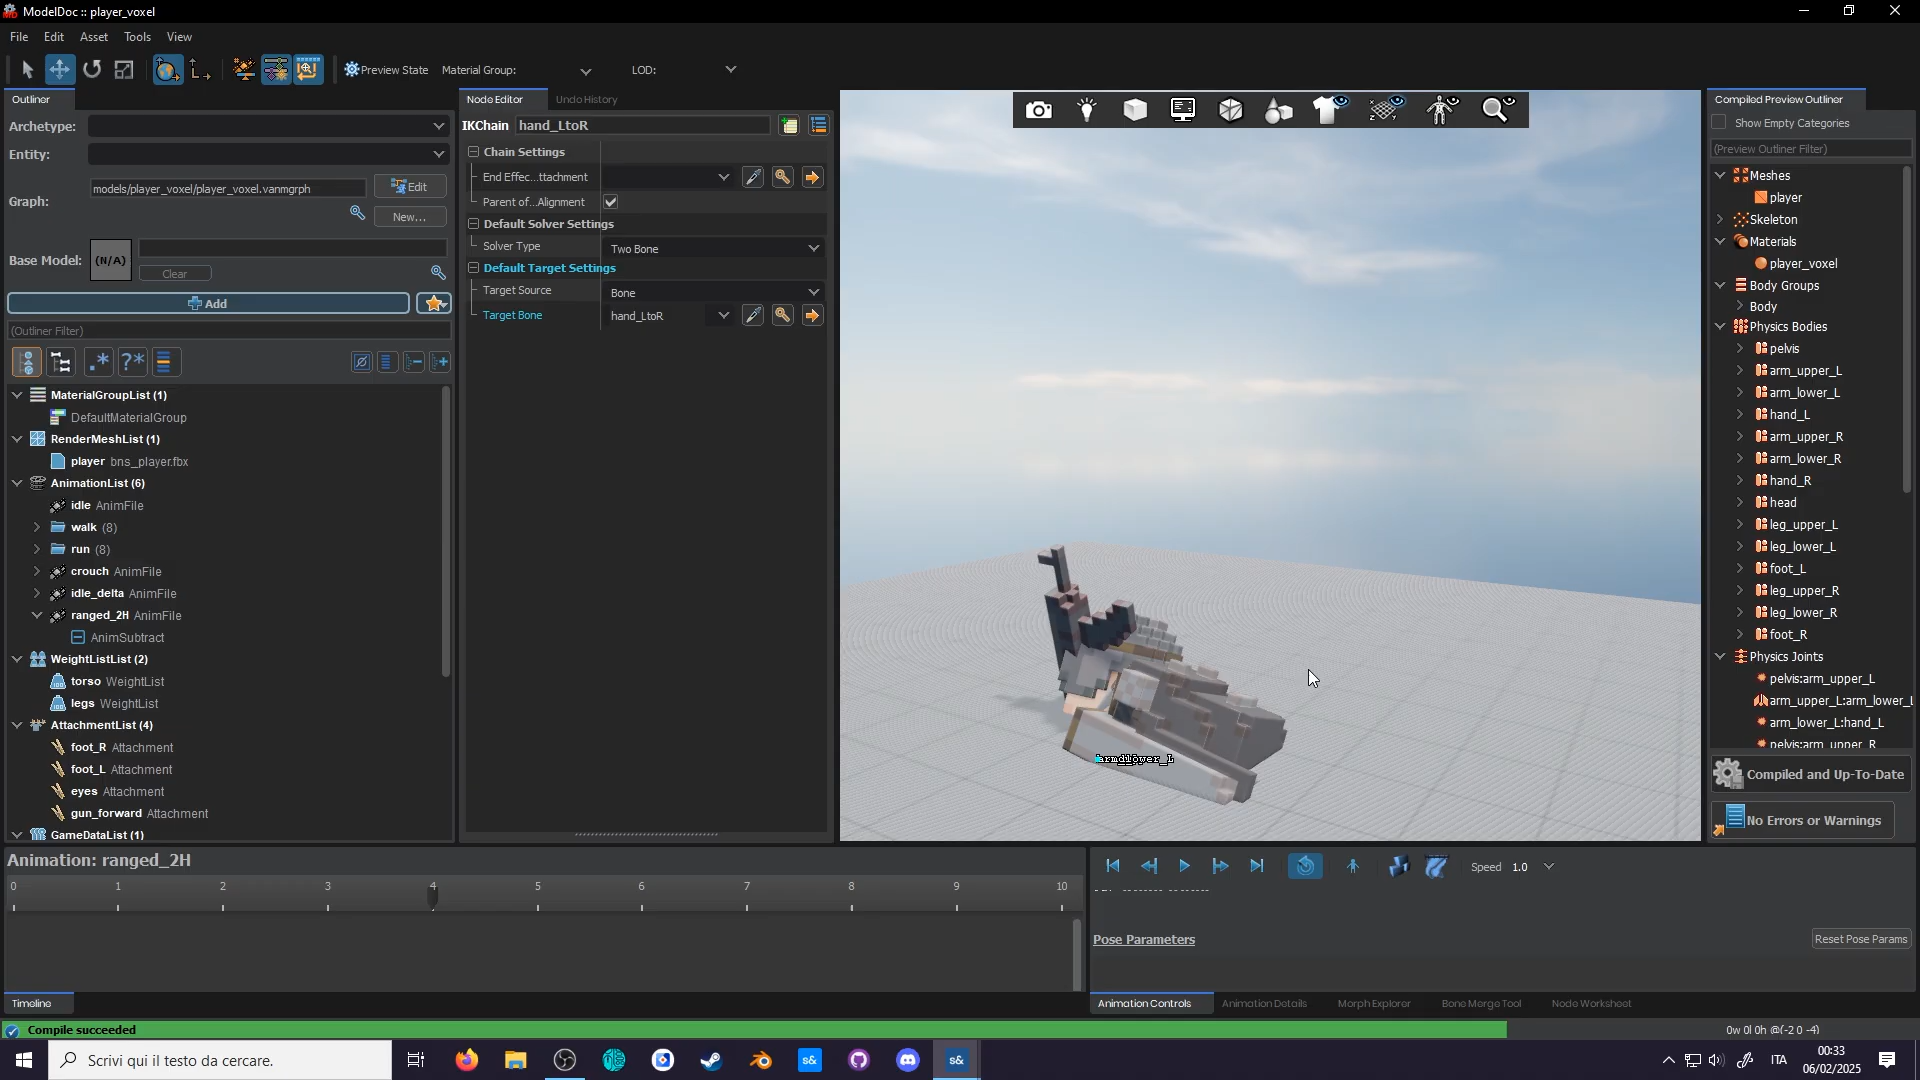 ModelDoc :: player_voxel
File Edit Asset Tools View
Preview State Material Group: LOD:
Outliner
Archetype:
Entity:
Graph: models/player_voxel/player_voxel.vanmgrph Edit
New...
Base Model: (N/A)
Clear
Add
(Outliner Filter)
MaterialGroupList (1)
DefaultMaterialGroup
RenderMeshList (1)
player bns_player.fbx
AnimationList (6)
idle AnimFile
walk (8)
run (8)
crouch AnimFile
idle_delta AnimFile
ranged_2H AnimFile
AnimSubtract
WeightListList (2)
torso WeightList
legs WeightList
AttachmentList (4)
foot_R Attachment
foot_L Attachment
eyes Attachment
gun_forward Attachment
GameDataList (1)
Node Editor Undo History
IKChain hand_LtoR
Chain Settings
End Effec...ttachment
Parent of...Alignment
Default Solver Settings
Solver Type Two Bone
Default Target Settings
Target Source Bone
Target Bone hand_LtoR
Compiled Preview Outliner
Show Empty Categories
(Preview Outliner Filter)
Meshes
player
Skeleton
Materials
player_voxel
Body Groups
Body
Physics Bodies
pelvis
arm_upper_L
arm_lower_L
hand_L
arm_upper_R
arm_lower_R
hand_R
head
leg_upper_L
leg_lower_L
foot_L
leg_upper_R
leg_lower_R
foot_R
Physics Joints
pelvis:arm_upper_L
arm_upper_L:arm_lower_L
arm_lower_L:hand_L
pelvis:arm_upper_R
Compiled and Up-To-Date
No Errors or Warnings
Animation: ranged_2H
0 1 2 3 4 5 6 7 8 9 10
Timeline
Speed 1.0
Pose Parameters
Reset Pose Params
Animation Controls Animation Details Morph Explorer Bone Merge Tool Node Worksheet
Compile succeeded
0w 0l 0h @(-2 0 -4)
Scrivi qui il testo da cercare.
s& s&
ITA
00:33
06/02/2025